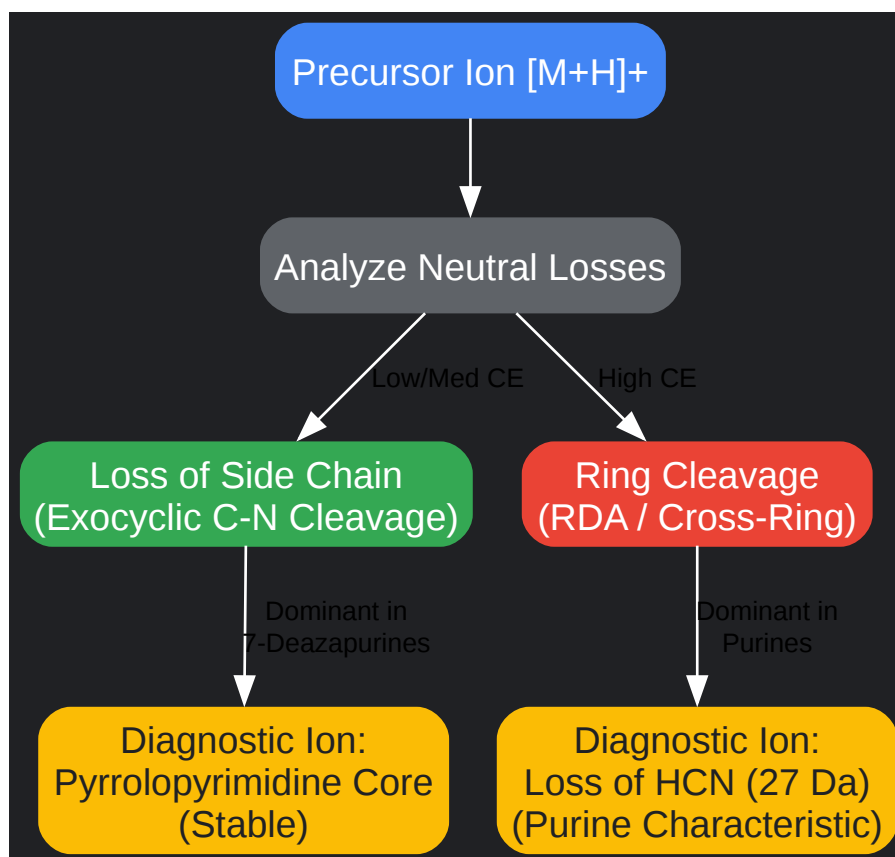 Precursor Ion [M+H]+
Analyze Neutral Losses
Low/Med CE
High CE
Loss of Side Chain
(Exocyclic C-N Cleavage)
Ring Cleavage
(RDA / Cross-Ring)
Dominant in
7-Deazapurines
Dominant in
Purines
Diagnostic Ion:
Pyrrolopyrimidine Core
(Stable)
Diagnostic Ion:
Loss of HCN (27 Da)
(Purine Characteristic)